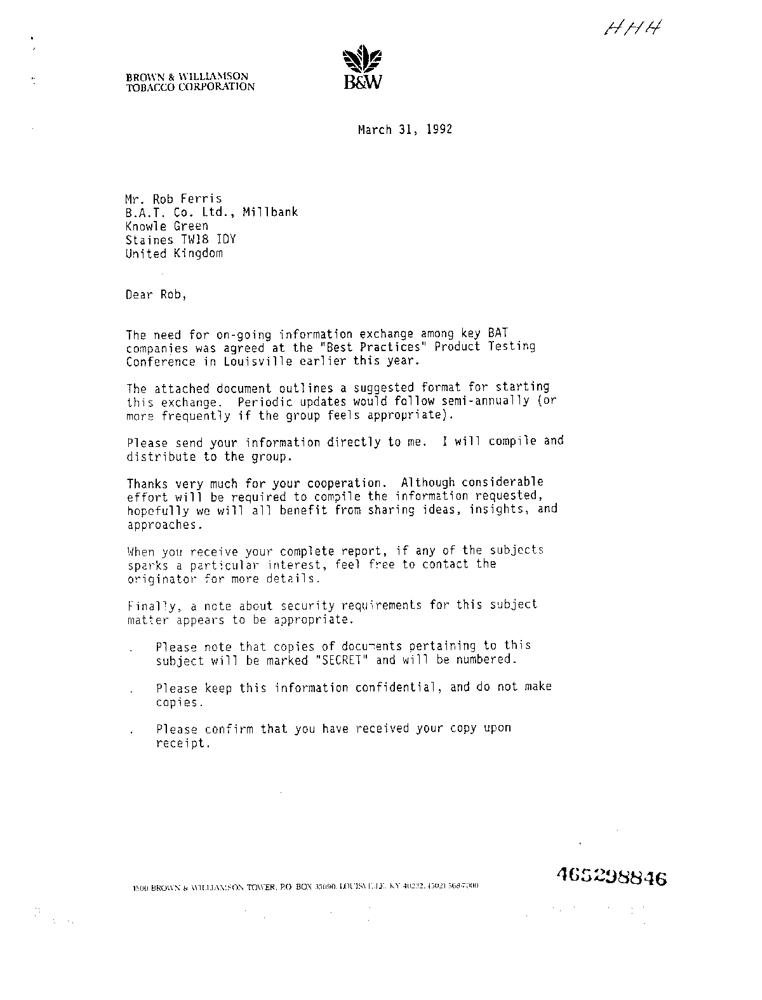 HHH
BROWN & WILLIAMSON
TOBACCO CORPORATION
B&W
March 31, 1992
Mr. Rob Ferris
B.A.T. Co. Ltd., Millbank
Knowle Green
Staines TW18 IDY
United Kingdom
Dear Rob,
The need for on-going information exchange among key BAT
companies was agreed at the "Best Practices" Product Testing
Conference in Louisville earlier this year.
The attached document outlines a suggested format for starting
this exchange. Periodic updates would follow semi-annually (or
more frequently if the group feels appropriate).
Please send your information directly to me. I will compile and
distribute to the group.
Thanks very much for your cooperation. Although considerable
effort will be required to compile the information requested,
hopefully we will all benefit from sharing ideas, insights, and
approaches.
When you receive your complete report, if any of the subjects
sparks a particular interest, feel free to contact the
originator for more details.
Finally, a note about security requirements for this subject
matter appears to be appropriate.
. Please note that copies of documents pertaining to this
subject will be marked "SECRET" and will be numbered.
. Please keep this information confidential, and do not make
copies.
. Please confirm that you have received your copy upon
receipt.
465298846
1500 BROWN & WILLIAMSON TOWER, P.O. BOX 35090, LOUISVILLE, KY 40232, (502)